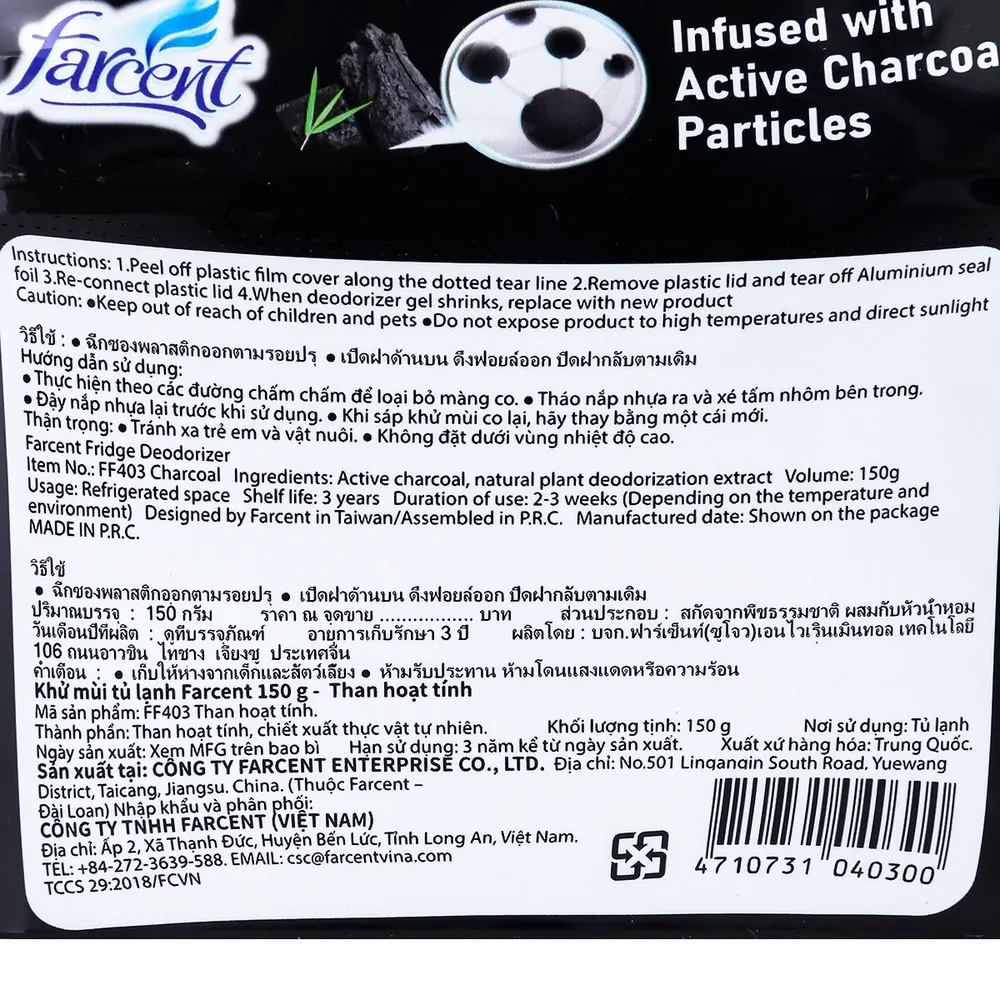 farcent
Infused with
Active Charcoa
Particles
Instructions: 1.Peel off plastic film cover along the dotted tear line 2.Remove plastic lid and tear off Aluminium seal
foil 3.Re-connect plastic lid 4.When deodorizer gel shrinks, replace with new product
Caution: ●Keep out of reach of children and pets ●Do not expose product to high temperatures and direct sunlight
วิธีใช้ : ● ฉีกซองพลาสติกออกตามรอยปรุ ● เปิดฝาด้านบน ดึงฟอยล์ออก ปิดฝากลับตามเดิม
Hướng dẫn sử dụng:
● Thực hiện theo các đường chấm chấm để loại bỏ màng co. ● Tháo nắp nhựa ra và xé tấm nhôm bên trong.
● Đậy nắp nhựa lại trước khi sử dụng. ● Khi sáp khử mùi co lại, hãy thay bằng một cái mới.
Thận trọng: ● Tránh xa trẻ em và vật nuôi. ● Không đặt dưới vùng nhiệt độ cao.
Farcent Fridge Deodorizer
Item No.: FF403 Charcoal Ingredients: Active charcoal, natural plant deodorization extract Volume: 150g
Usage: Refrigerated space Shelf life: 3 years Duration of use: 2-3 weeks (Depending on the temperature and
environment) Designed by Farcent in Taiwan/Assembled in P.R.C. Manufactured date: Shown on the package
MADE IN P.R.C.
วิธีใช้
● ฉีกซองพลาสติกออกตามรอยปรุ ● เปิดฝาด้านบน ดึงฟอยล์ออก ปิดฝากลับตามเดิม
ปริมาณบรรจุ : 150 กรัม ราคา ณ จุดขาย .................. บาท ส่วนประกอบ : สกัดจากพืชธรรมชาติ ผสมกับหัวน้ำหอม
วันเดือนปีที่ผลิต : ดูที่บรรจุภัณฑ์ อายุการเก็บรักษา 3 ปี ผลิตโดย : บจก.ฟาร์เซ็นท์(ซูโจว)เอนไวเรินเม็นทอล เทคโนโลยี
106 ถนนอาวชิน ไท่ชาง เจียงซู ประเทศจีน
คำเตือน : ● เก็บให้ห่างจากเด็กและสัตว์เลี้ยง ● ห้ามรับประทาน ห้ามโดนแสงแดดหรือความร้อน
Khử mùi tủ lạnh Farcent 150 g - Than hoạt tính
Mã sản phẩm: FF403 Than hoạt tính.
Thành phần: Than hoạt tính, chiết xuất thực vật tự nhiên. Khối lượng tịnh: 150 g Nơi sử dụng: Tủ lạnh
Ngày sản xuất: Xem MFG trên bao bì Hạn sử dụng: 3 năm kể từ ngày sản xuất. Xuất xứ hàng hóa: Trung Quốc.
Sản xuất tại: CÔNG TY FARCENT ENTERPRISE CO., LTD. Địa chỉ: No.501 Lingangin South Road, Yuewang
District, Taicang, Jiangsu. China. (Thuộc Farcent –
Đài Loan) Nhập khẩu và phân phối:
CÔNG TY TNHH FARCENT (VIỆT NAM)
Địa chỉ: Ấp 2, Xã Thạnh Đức, Huyện Bến Lức, Tỉnh Long An, Việt Nam.
TEL: +84-272-3639-588. EMAIL: csc@farcentvina.com
TCCS 29:2018/FCVN
4710731 040300